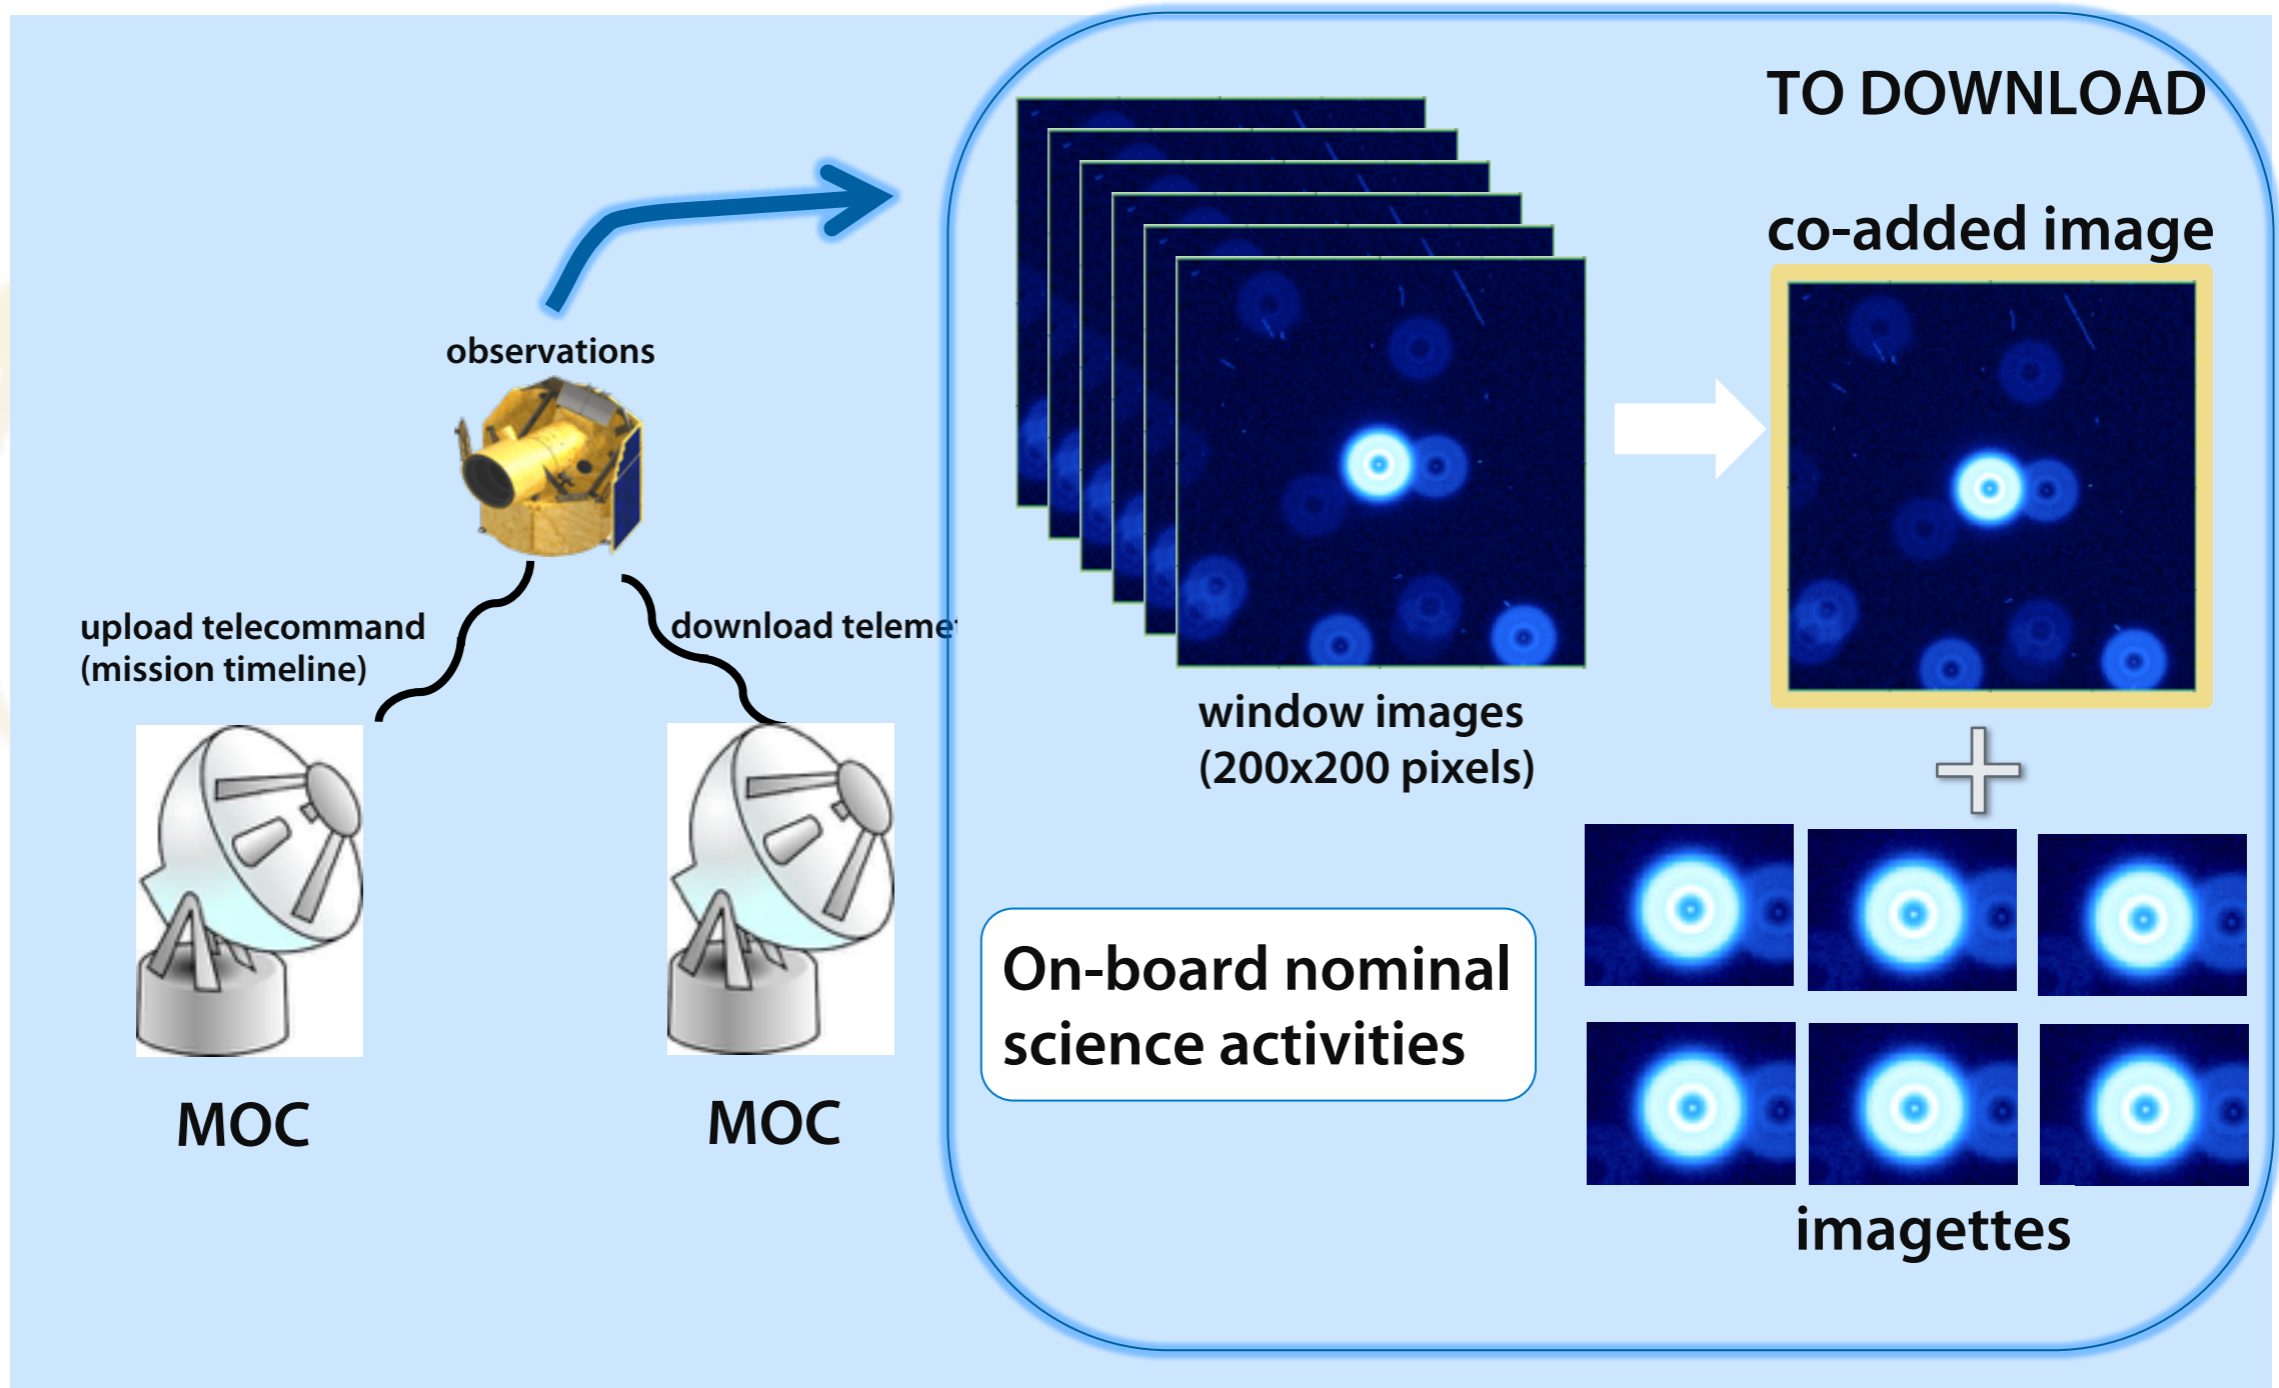 TO DOWNLOAD
co-added image
observations
upload telecommand
(mission timeline)
download
window images
(200x200 pixels)
On-board nominal
science activities
MOC
MOC
imagettes